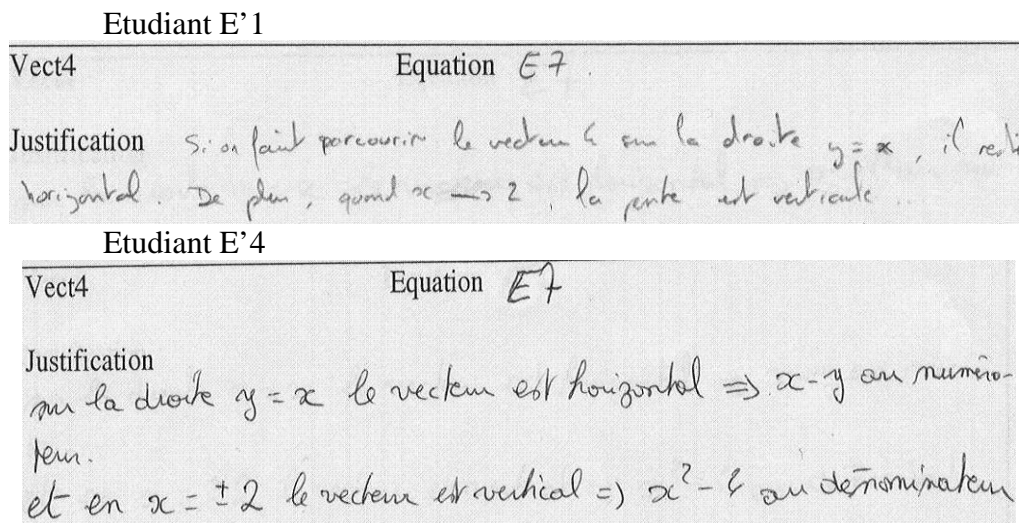 Etudiant E'1
Vect4 Equation E7.
Justification Si on fait parcourir le vecteur 4 sur la droite y = x, il reste
horizontal. De plus, quand x → 2, la pente est verticale...
Etudiant E'4
Vect4 Equation E7
Justification
sur la droite y = x le vecteur est horizontal ⇒ x-y au numéra-
teur.
et en x = ±2 le vecteur est vertical ⇒ x² - 4 au dénominateur